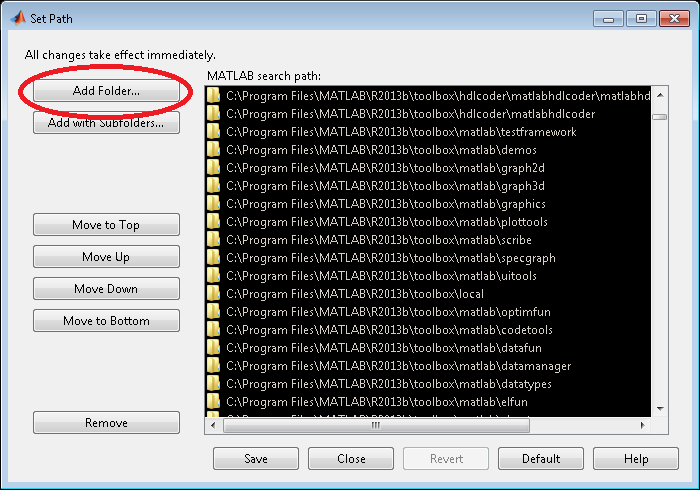 Set Path
All changes take effect immediately.
MATLAB search path:
Add Folder...
Add with Subfolders...
Move to Top
Move Up
Move Down
Move to Bottom
Remove
C:\Program Files\MATLAB\R2013b\toolbox\hdlcoder\matlabhdlcoder\matlabhd
C:\Program Files\MATLAB\R2013b\toolbox\hdlcoder\matlabhdlcoder
C:\Program Files\MATLAB\R2013b\toolbox\matlab\testframework
C:\Program Files\MATLAB\R2013b\toolbox\matlab\demos
C:\Program Files\MATLAB\R2013b\toolbox\matlab\graph2d
C:\Program Files\MATLAB\R2013b\toolbox\matlab\graph3d
C:\Program Files\MATLAB\R2013b\toolbox\matlab\graphics
C:\Program Files\MATLAB\R2013b\toolbox\matlab\plottools
C:\Program Files\MATLAB\R2013b\toolbox\matlab\scribe
C:\Program Files\MATLAB\R2013b\toolbox\matlab\specgraph
C:\Program Files\MATLAB\R2013b\toolbox\matlab\uitools
C:\Program Files\MATLAB\R2013b\toolbox\local
C:\Program Files\MATLAB\R2013b\toolbox\matlab\optimfun
C:\Program Files\MATLAB\R2013b\toolbox\matlab\codetools
C:\Program Files\MATLAB\R2013b\toolbox\matlab\datafun
C:\Program Files\MATLAB\R2013b\toolbox\matlab\datamanager
C:\Program Files\MATLAB\R2013b\toolbox\matlab\datatypes
C:\Program Files\MATLAB\R2013b\toolbox\matlab\elfun
Save
Close
Revert
Default
Help